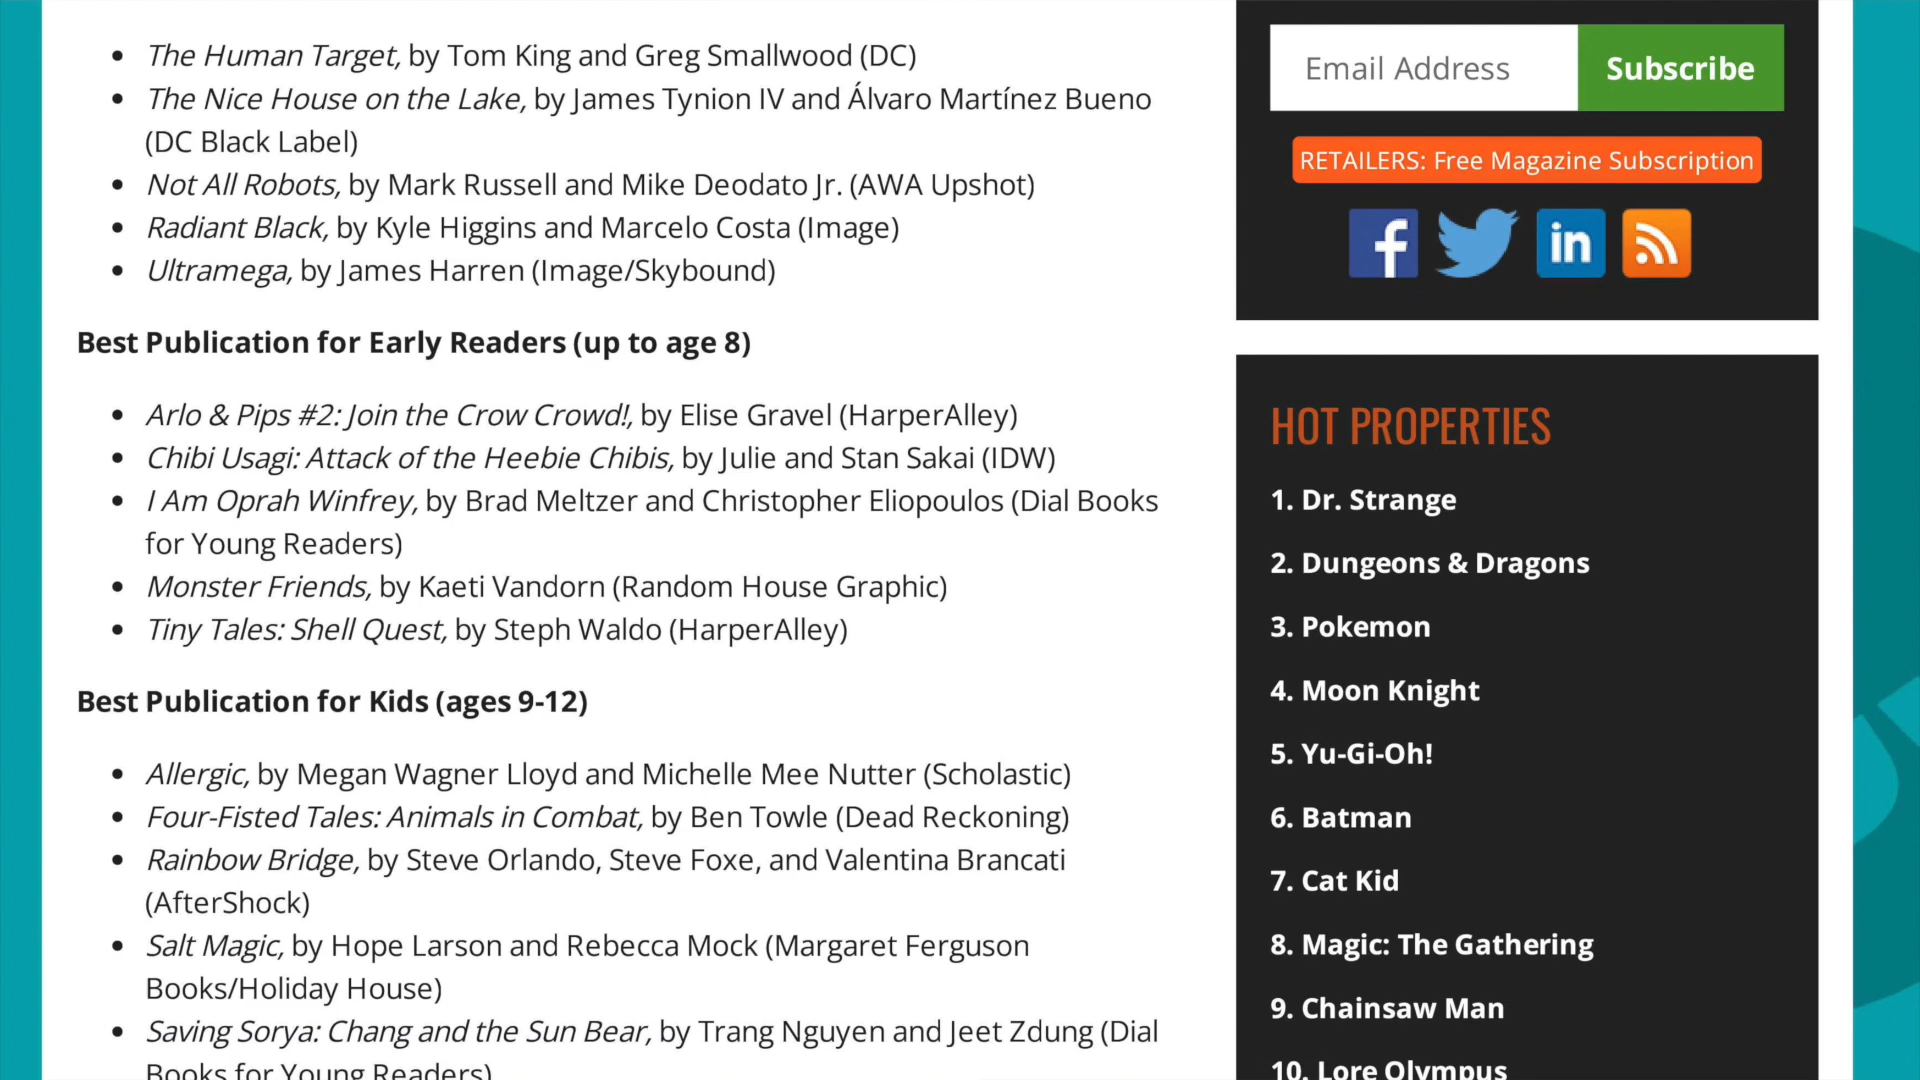 The Human Target, by Tom King and Greg Smallwood (DC)
The Nice House on the Lake, by James Tynion IV and Álvaro Martínez Bueno
(DC Black Label)
Not All Robots, by Mark Russell and Mike Deodato Jr. (AWA Upshot)
Radiant Black, by Kyle Higgins and Marcelo Costa (Image)
Ultramega, by James Harren (Image/Skybound)
Best Publication for Early Readers (up to age 8)
Arlo & Pips #2: Join the Crow Crowd!, by Elise Gravel (HarperAlley)
Chibi Usagi: Attack of the Heebie Chibis, by Julie and Stan Sakai (IDW)
I Am Oprah Winfrey, by Brad Meltzer and Christopher Eliopoulos (Dial Books
for Young Readers)
Monster Friends, by Kaeti Vandorn (Random House Graphic)
Tiny Tales: Shell Quest, by Steph Waldo (HarperAlley)
Best Publication for Kids (ages 9-12)
Allergic, by Megan Wagner Lloyd and Michelle Mee Nutter (Scholastic)
Four-Fisted Tales: Animals in Combat, by Ben Towle (Dead Reckoning)
Rainbow Bridge, by Steve Orlando, Steve Foxe, and Valentina Brancati
(AfterShock)
Salt Magic, by Hope Larson and Rebecca Mock (Margaret Ferguson
Books/Holiday House)
Saving Sorya: Chang and the Sun Bear, by Trang Nguyen and Jeet Zdung (Dial
Books for Young Readers)
Email Address
Subscribe
RETAILERS: Free Magazine Subscription
f
in
HOT PROPERTIES
1. Dr. Strange
2. Dungeons & Dragons
3. Pokemon
4. Moon Knight
5. Yu-Gi-Oh!
6. Batman
7. Cat Kid
8. Magic: The Gathering
9. Chainsaw Man
10. Lore Olympus